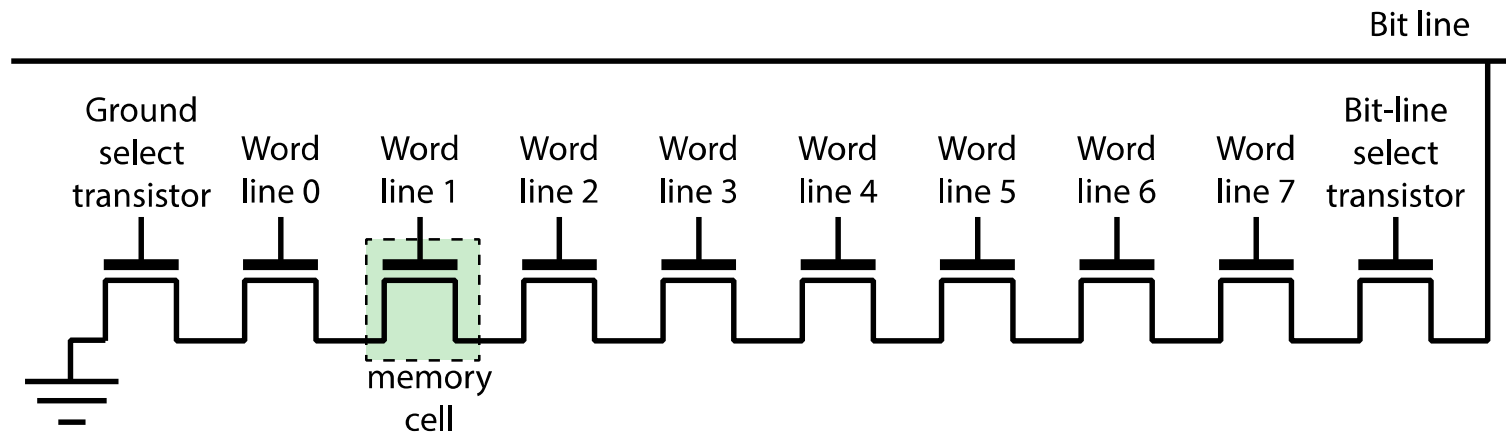 Bit line
Ground
select
transistor
Word
line 0
Word
line 1
Word
line 2
Word
line 3
Word
line 4
Word
line 5
Word
line 6
Word
line 7
Bit-line
select
transistor
memory
cell